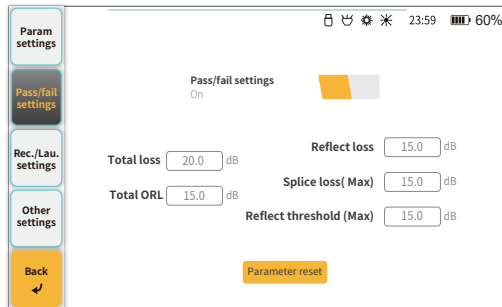 23:59 60%
Param
settings
Pass/fail
settings
Rec./Lau.
settings
Other
settings
Back
Pass/fail settings
On
Total loss 20.0 dB
Total ORL 15.0 dB
Reflect loss 15.0 dB
Splice loss( Max) 15.0 dB
Reflect threshold (Max) 15.0 dB
Parameter reset